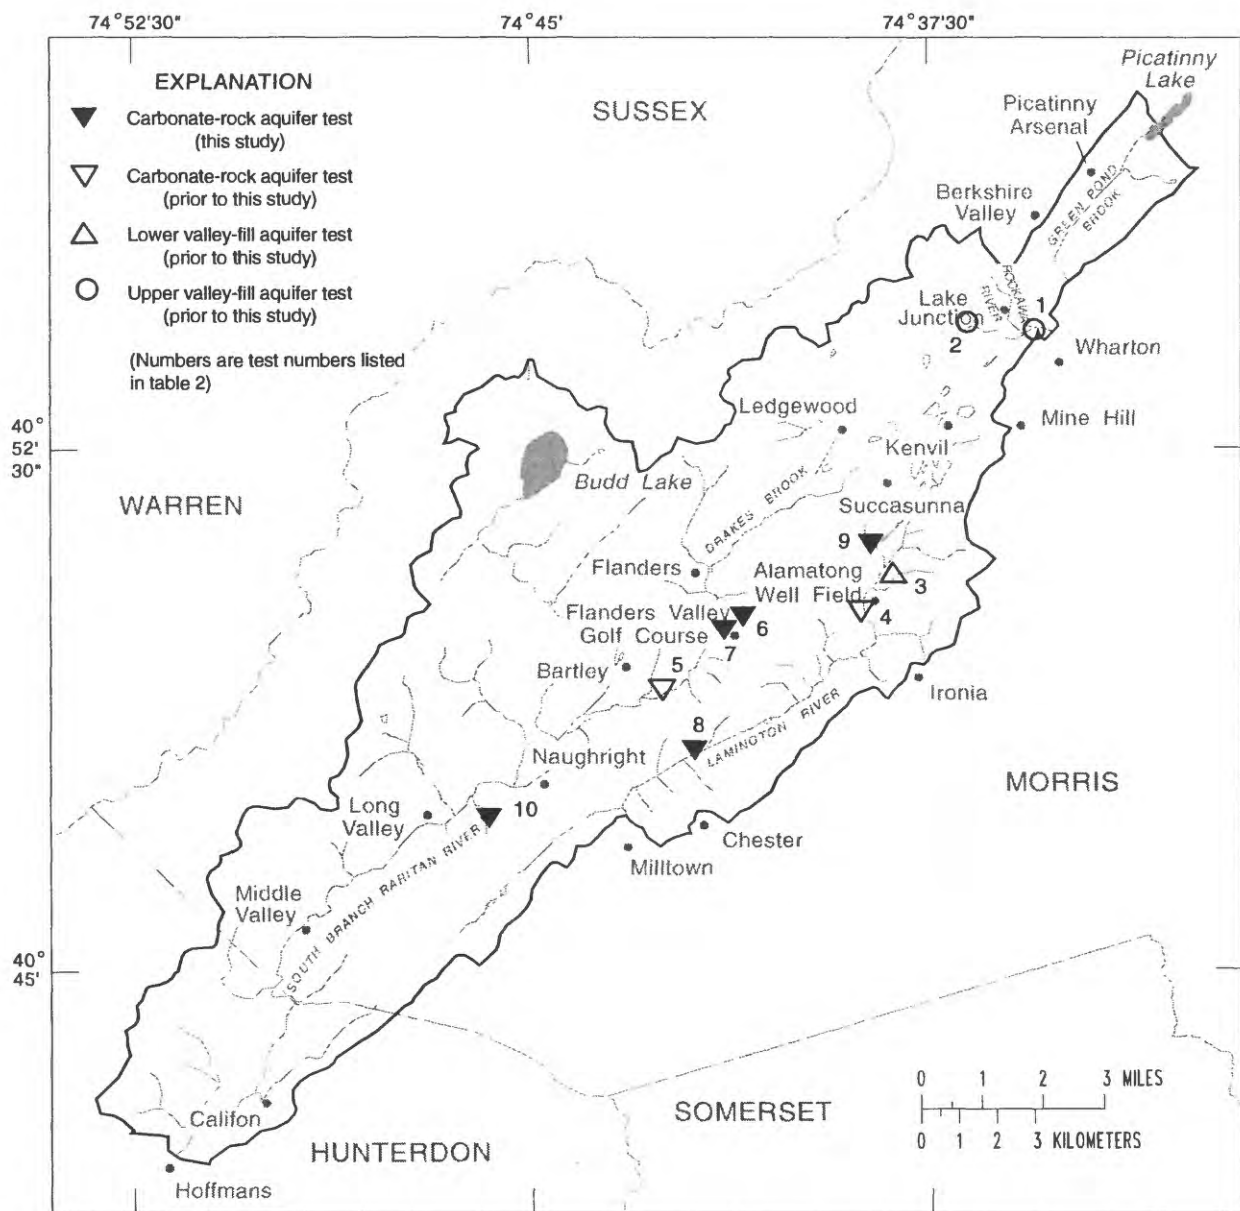 74°52'30"
74°45'
74°37'30"
EXPLANATION
Carbonate-rock aquifer test
(this study)
Carbonate-rock aquifer test
(prior to this study)
Lower valley-fill aquifer test
(prior to this study)
Upper valley-fill aquifer test
(prior to this study)
(Numbers are test numbers listed
in table 2)
SUSSEX
Picatinny
Lake
Picatinny
Arsenal
Berkshire
Valley
GREEN POND
BROOK
ROCKAWAY
RIVER
Lake
Junction
1
2
Wharton
Ledgewood
Mine Hill
Kenvil
40°
52'
30"
Budd Lake
WARREN
DRAKES BROOK
Succasunna
9
Flanders
Alamatong
Well Field
3
4
Flanders Valley
Golf Course
6
7
Bartley
5
Ironia
8
LAMINGTON RIVER
Naughright
MORRIS
Long
Valley
10
Chester
Milltown
SOUTH BRANCH RARITAN RIVER
Middle
Valley
40°
45'
0 1 2 3 MILES
0 1 2 3 KILOMETERS
SOMERSET
Califon
HUNTERDON
Hoffmans